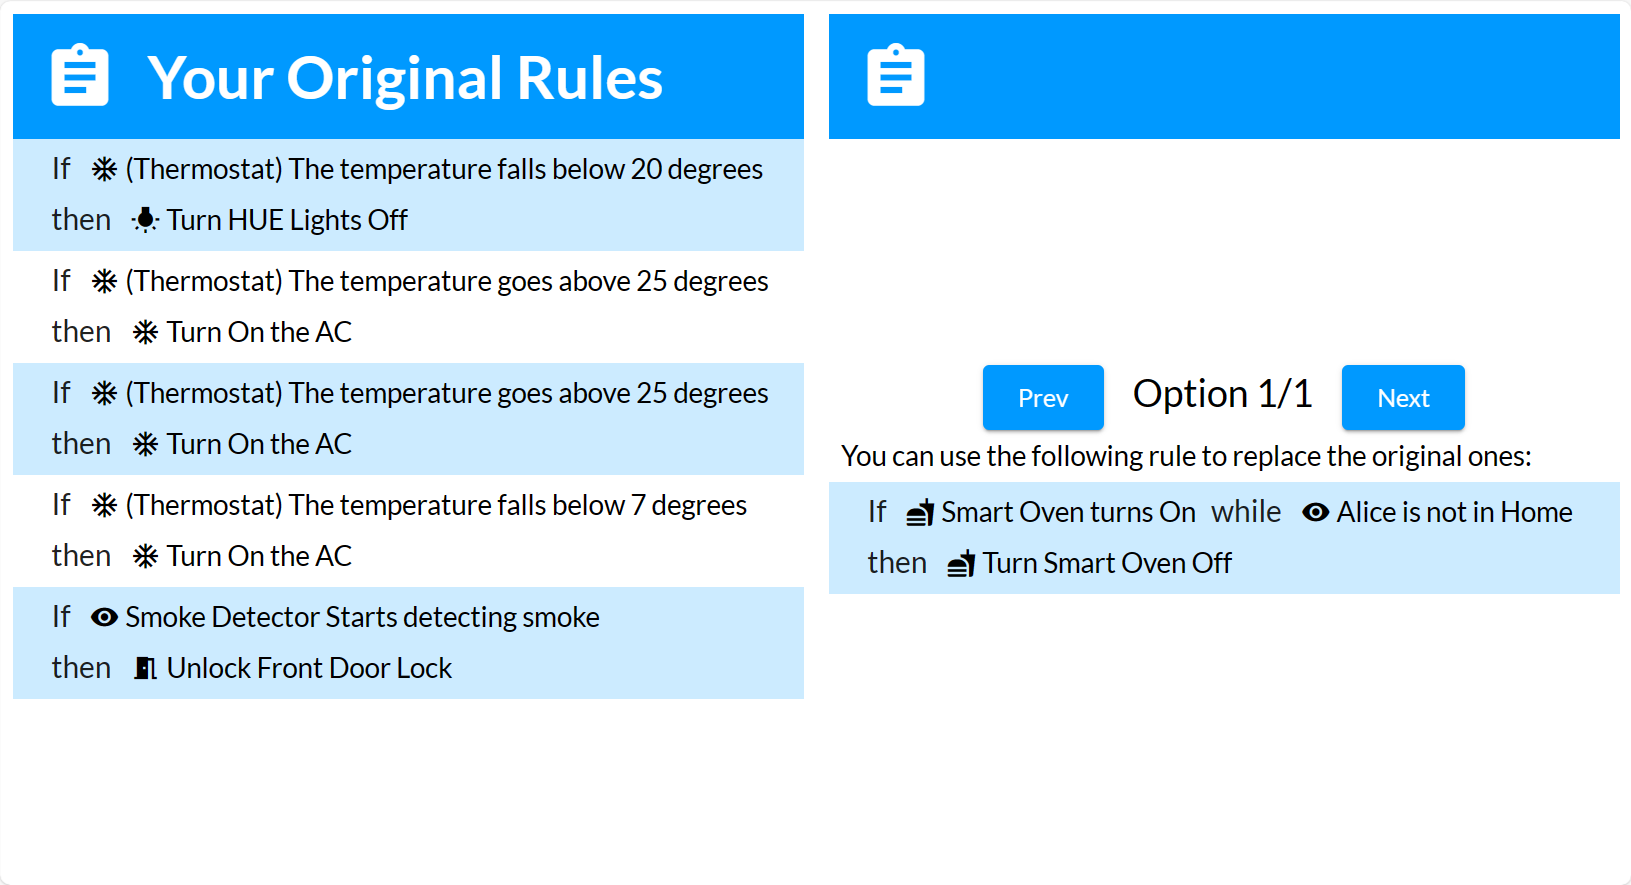 Your Original Rules
If (Thermostat) The temperature falls below 20 degrees
then Turn HUE Lights Off
If (Thermostat) The temperature goes above 25 degrees
then Turn On the AC
If (Thermostat) The temperature goes above 25 degrees
then Turn On the AC
If (Thermostat) The temperature falls below 7 degrees
then Turn On the AC
If Smoke Detector Starts detecting smoke
then Unlock Front Door Lock
Prev Option 1/1 Next
You can use the following rule to replace the original ones:
If Smart Oven turns On while Alice is not in Home
then Turn Smart Oven Off